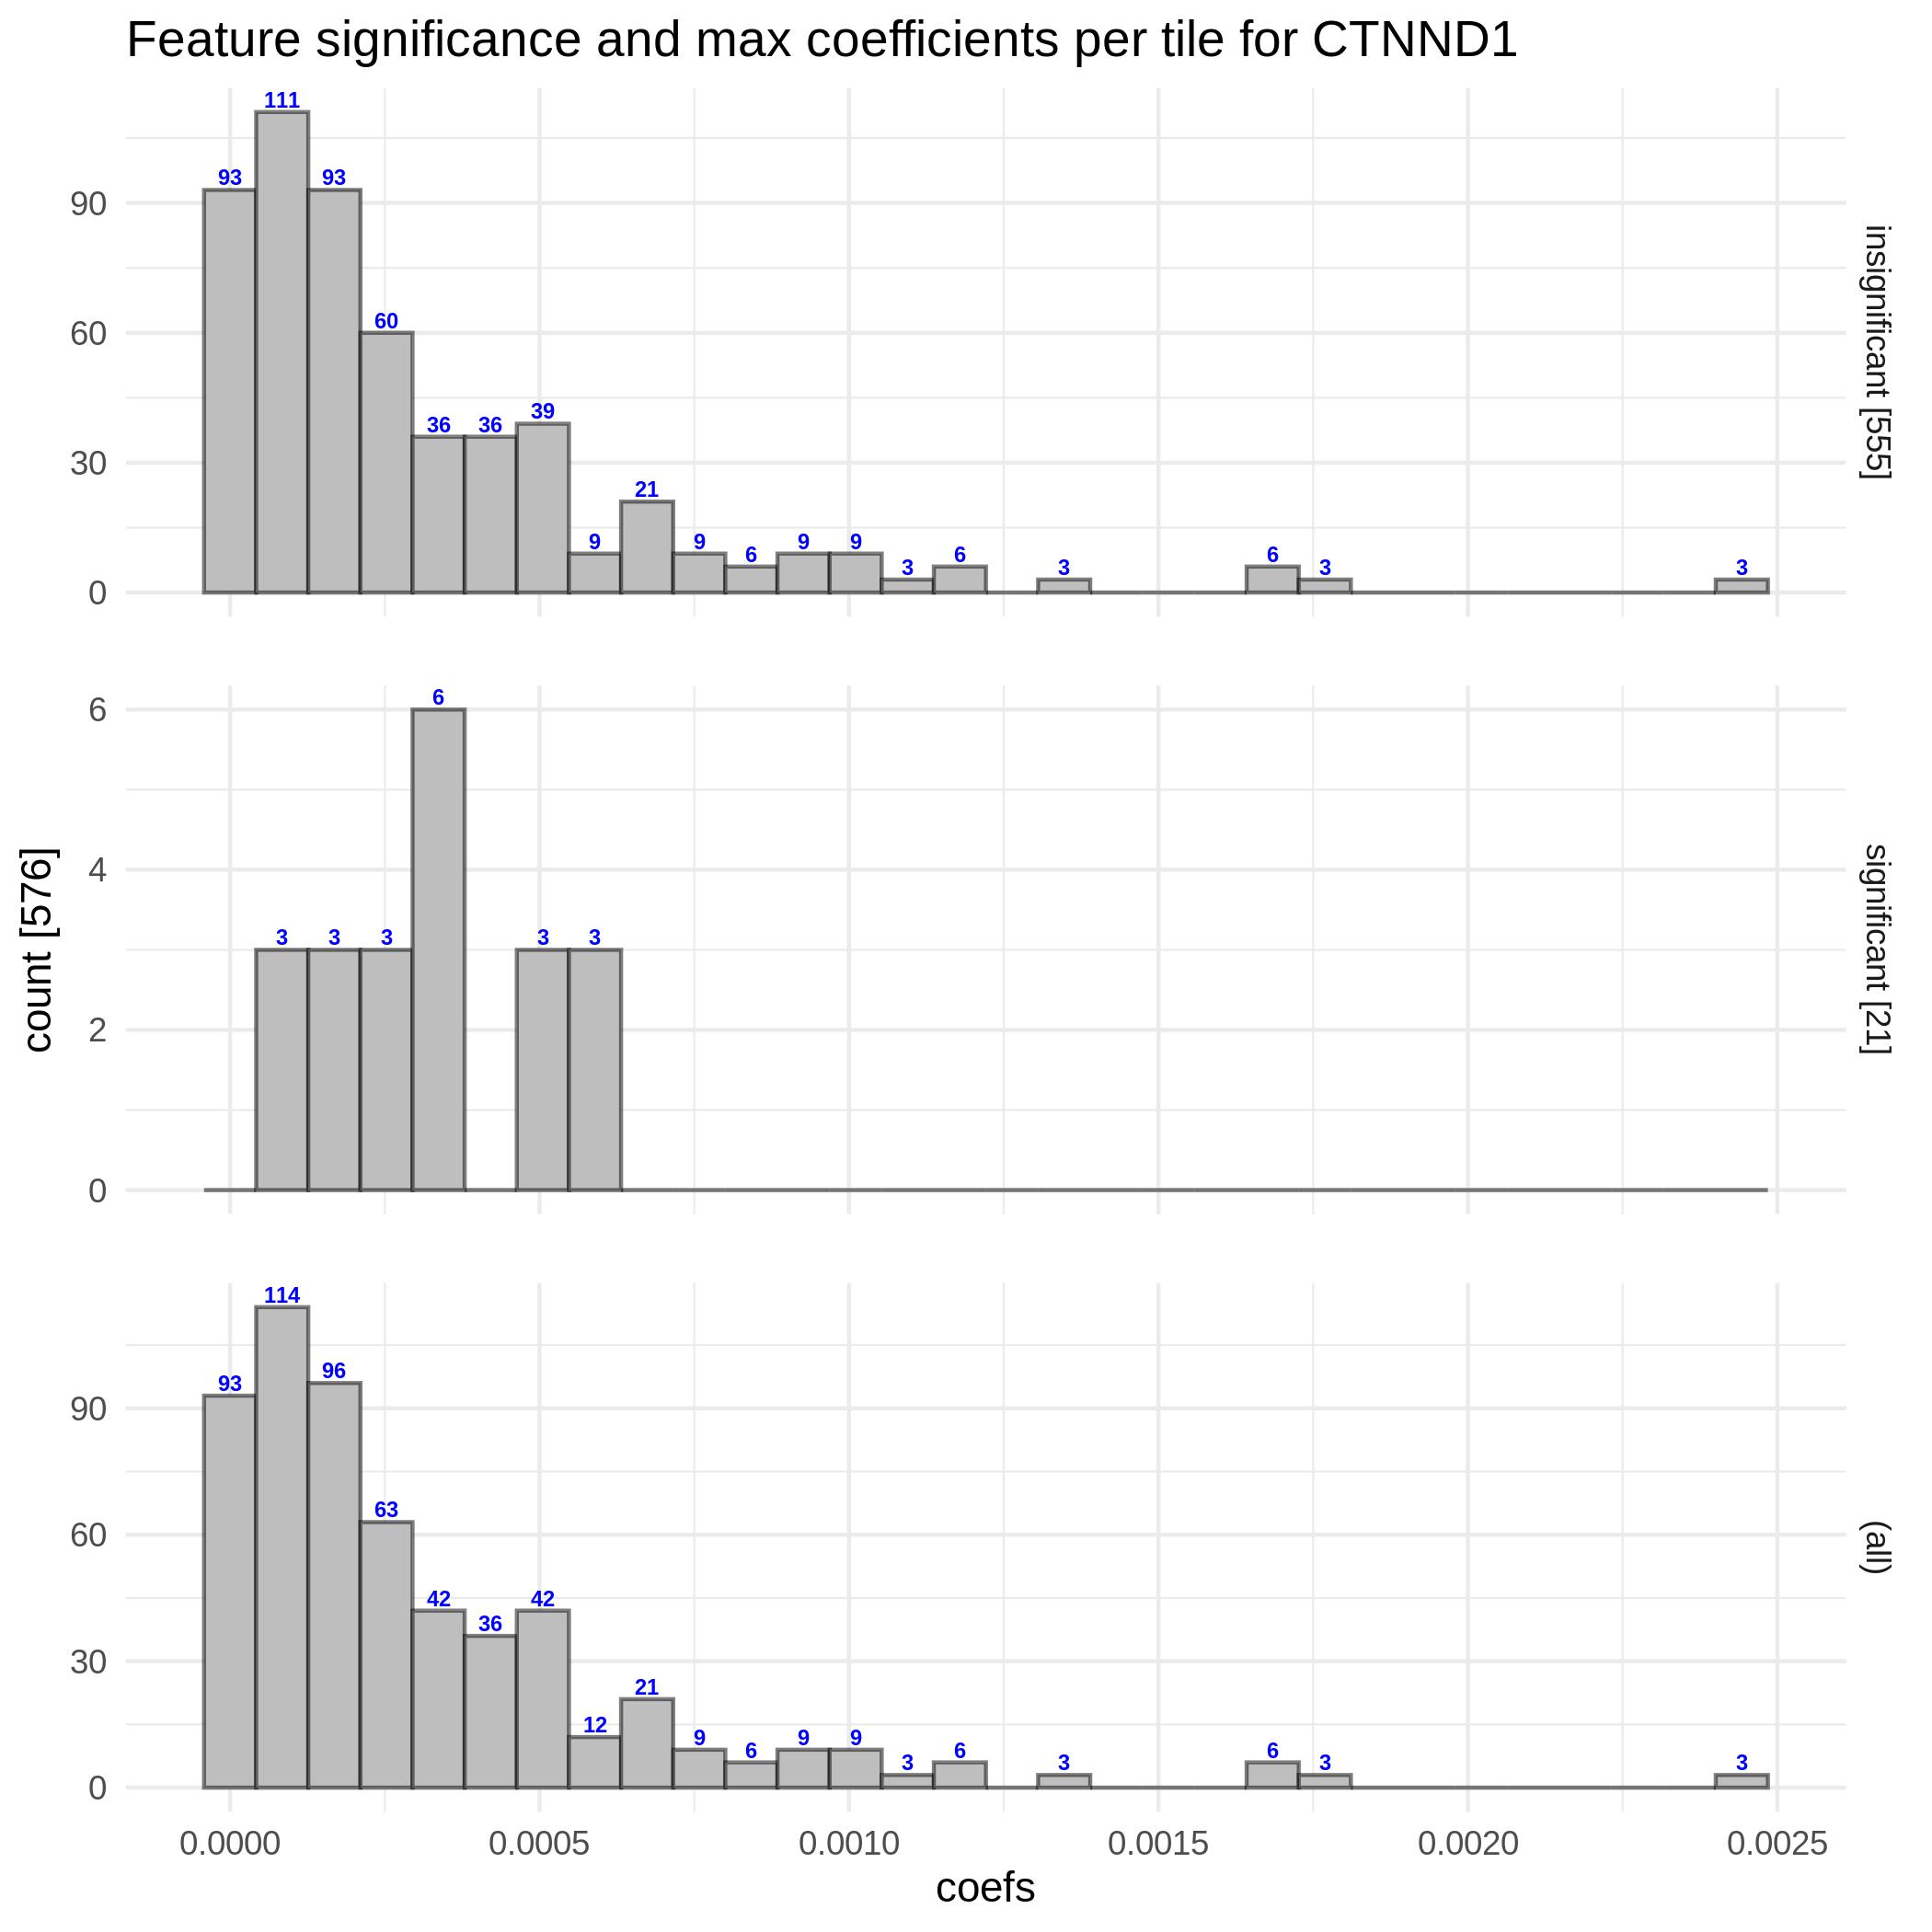 Feature significance and max coefficients per tile for CTNND1
111
93 93
60
36 36 39
9 21 9 6 9 9 3 6 3 6 3 3
90
60
30
0
insignificant [555]
6
3 3 3 3 3
6
4
2
0
significant [21]
count [576]
114
93 96
63
42 36 42
12 21 9 6 9 9 3 6 3 6 3 3
90
60
30
0
(all)
0.0000 0.0005 0.0010 0.0015 0.0020 0.0025
coefs